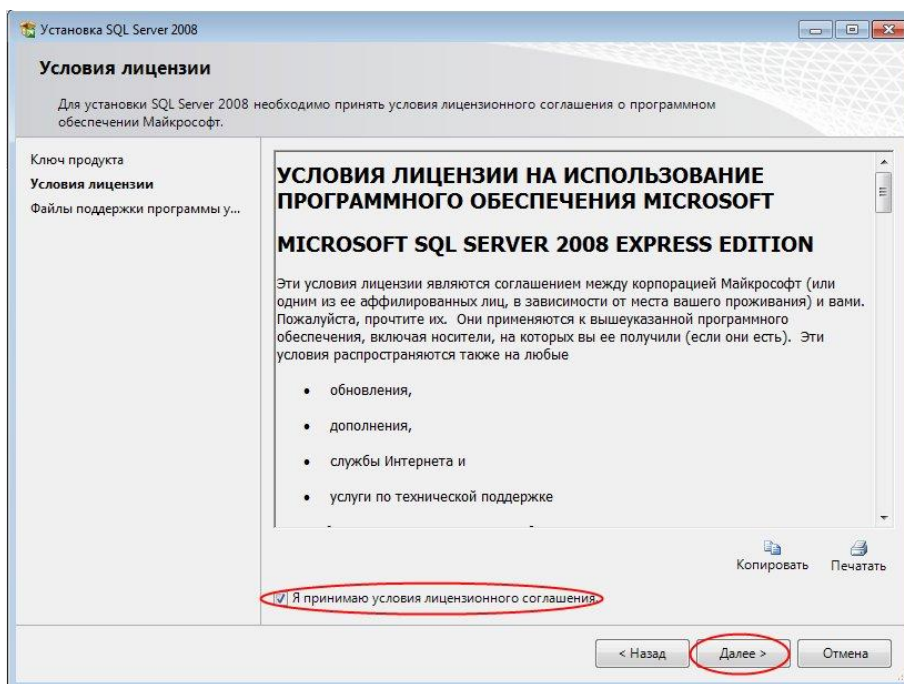 Установка SQL Server 2008
Условия лицензии
Для установки SQL Server 2008 необходимо принять условия лицензионного соглашения о программном
обеспечении Майкрософт.
Ключ продукта
Условия лицензии
Файлы поддержки программы у...
УСЛОВИЯ ЛИЦЕНЗИИ НА ИСПОЛЬЗОВАНИЕ
ПРОГРАММНОГО ОБЕСПЕЧЕНИЯ MICROSOFT
MICROSOFT SQL SERVER 2008 EXPRESS EDITION
Эти условия лицензии являются соглашением между корпорацией Майкрософт (или
одним из ее аффилированных лиц, в зависимости от места вашего проживания) и вами.
Пожалуйста, прочтите их. Они применяются к вышеуказанной программного
обеспечения, включая носители, на которых вы ее получили (если они есть). Эти
условия распространяются также на любые
• обновления,
• дополнения,
• службы Интернета и
• услуги по технической поддержке
Копировать
Печатать
Я принимаю условия лицензионного соглашения.
< Назад
Далее >
Отмена